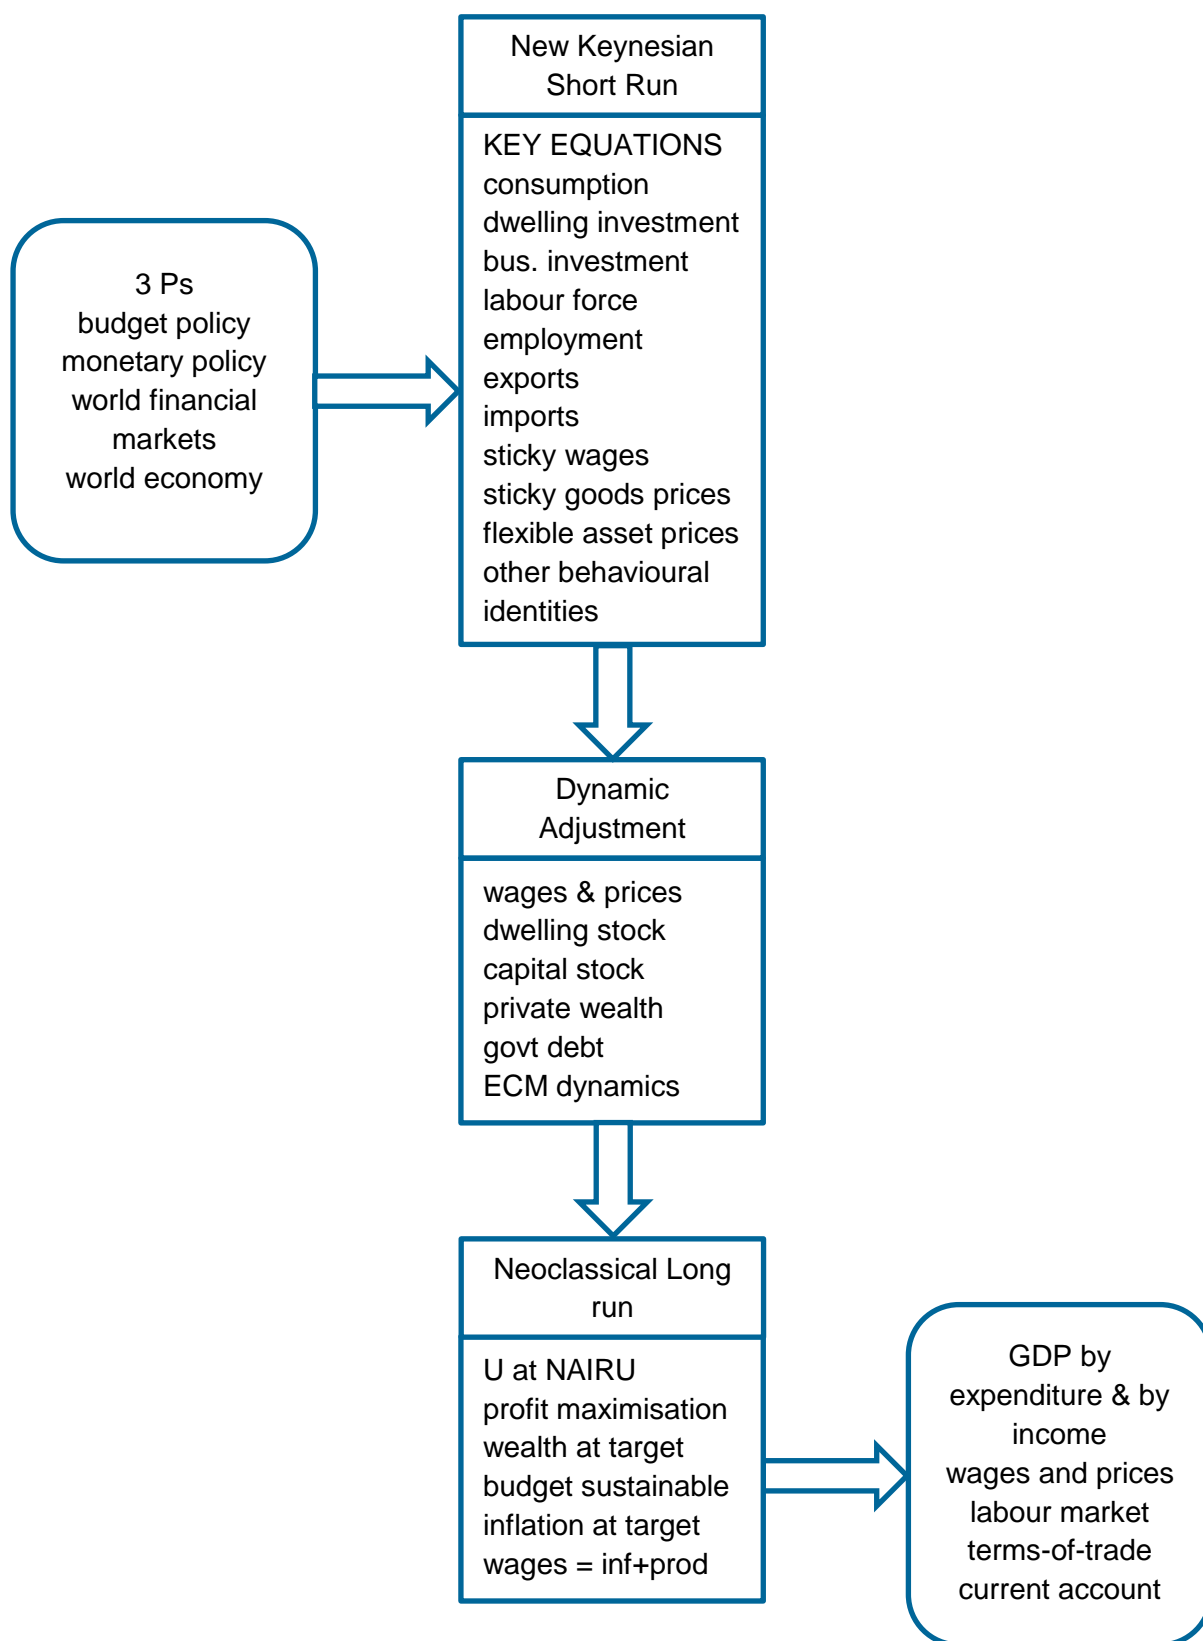 New Keynesian
Short Run
KEY EQUATIONS
consumption
dwelling investment
bus. investment
labour force
employment
exports
imports
sticky wages
sticky goods prices
flexible asset prices
other behavioural
identities
3 Ps
budget policy
monetary policy
world financial
markets
world economy
Dynamic
Adjustment
wages & prices
dwelling stock
capital stock
private wealth
govt debt
ECM dynamics
Neoclassical Long
run
U at NAIRU
profit maximisation
wealth at target
budget sustainable
inflation at target
wages = inf+prod
GDP by
expenditure & by
income
wages and prices
labour market
terms-of-trade
current account